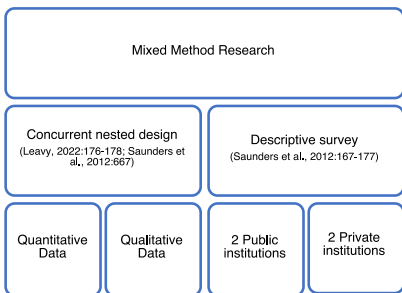 Mixed Method Research
Concurrent nested design
(Leavy, 2022:176-178; Saunders et
al., 2012:667)
Descriptive survey
(Saunders et al., 2012:167-177)
Quantitative
Data
Qualitative
Data
2 Public
institutions
2 Private
institutions